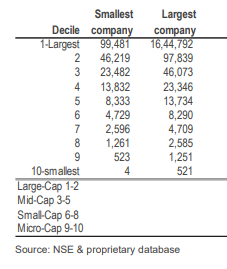 Smallest Largest
Decile company company
1-Largest 99,481 16,44,792
2 46,219 97,839
3 23,482 46,073
4 13,832 23,346
5 8,333 13,734
6 4,729 8,290
7 2,596 4,709
8 1,261 2,585
9 523 1,251
10-smallest 4 521
Large-Cap 1-2
Mid-Cap 3-5
Small-Cap 6-8
Micro-Cap 9-10
Source: NSE & proprietary database